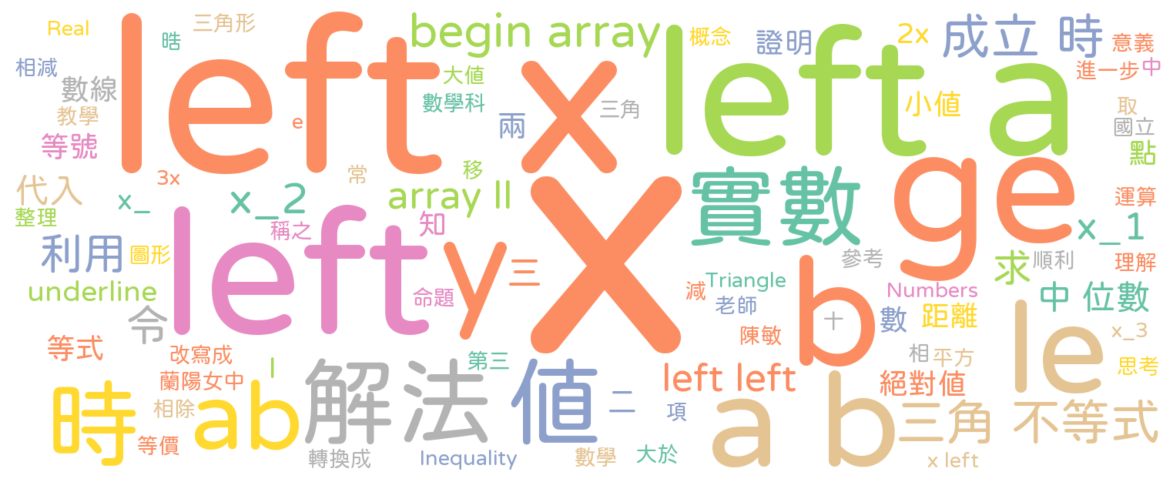 Real
三角形
晧
相減
數線
教學
等號
left x
begin array
大值
數學科
三角
兩
left a
概念
證明
2x
成立 時
意義
進一步
中
小值
取
國立
點
代入
整理
3x
x_
x_2
e
常
移
array ll
知
稱之
實數
ge
運算
x_1
利用
圖形
underline
令
left
y
三
命題
x
參考
求
順利
理解
Triangle
減
老師
Numbers
b
十
數
距離
中 位數
陳敏
le
x_3
思考
等式
改寫成
蘭陽女中
l
第三
相
平方
絕對值
left left
時
相除
等價
ab
解法
值
二
項
a b
三角 不等式
轉換成
Inequality
數學
大於
x left